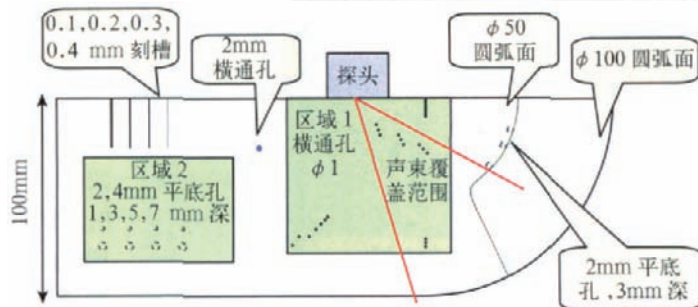 0.1,0.2,0.3,
0.4 mm 刻槽
2mm
横通孔
探头
φ50
圆弧面
φ100 圆弧面
100mm
区域 1
横通孔
φ1
声束覆
盖范围
区域 2
2,4mm 平底孔
1,3,5,7 mm 深
2mm 平底
孔 ,3mm 深